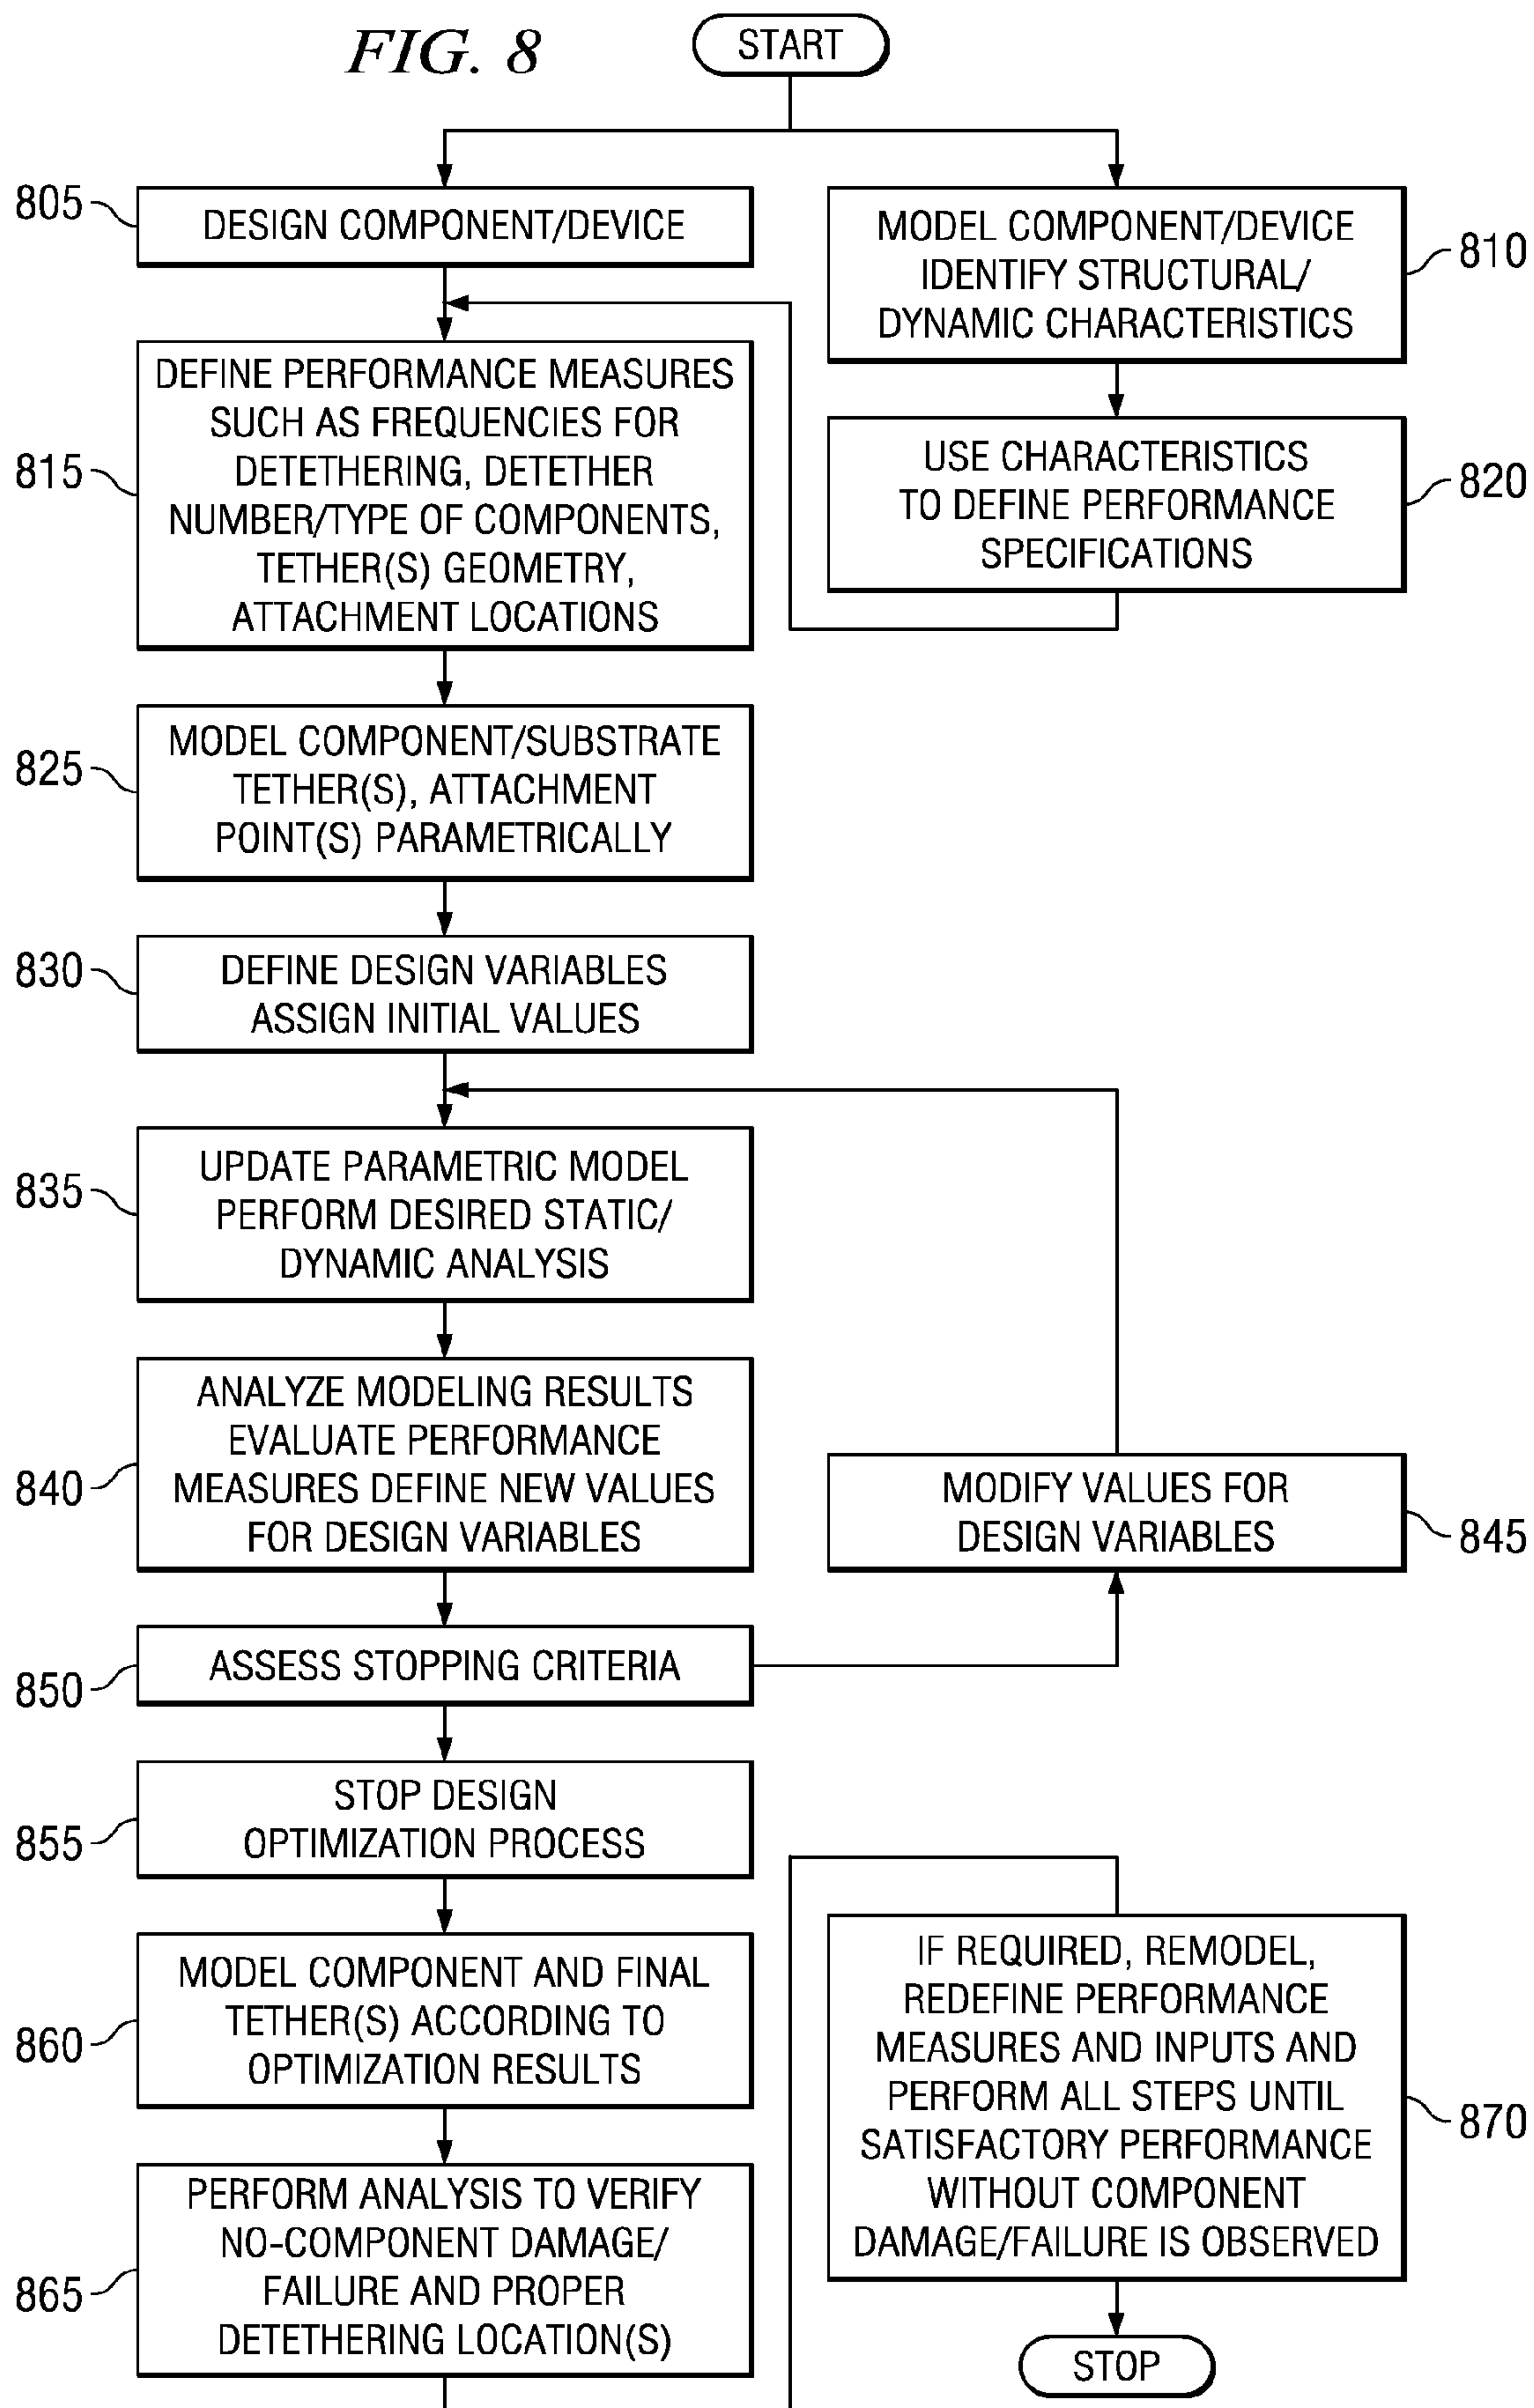 FIG. 8
START
805
DESIGN COMPONENT/DEVICE
MODEL COMPONENT/DEVICE
IDENTIFY STRUCTURAL/
DYNAMIC CHARACTERISTICS
810
815
DEFINE PERFORMANCE MEASURES
SUCH AS FREQUENCIES FOR
DETETHERING, DETETHER
NUMBER/TYPE OF COMPONENTS,
TETHER(S) GEOMETRY,
ATTACHMENT LOCATIONS
USE CHARACTERISTICS
TO DEFINE PERFORMANCE
SPECIFICATIONS
820
825
MODEL COMPONENT/SUBSTRATE
TETHER(S), ATTACHMENT
POINT(S) PARAMETRICALLY
830
DEFINE DESIGN VARIABLES
ASSIGN INITIAL VALUES
835
UPDATE PARAMETRIC MODEL
PERFORM DESIRED STATIC/
DYNAMIC ANALYSIS
840
ANALYZE MODELING RESULTS
EVALUATE PERFORMANCE
MEASURES DEFINE NEW VALUES
FOR DESIGN VARIABLES
MODIFY VALUES FOR
DESIGN VARIABLES
845
850
ASSESS STOPPING CRITERIA
855
STOP DESIGN
OPTIMIZATION PROCESS
860
MODEL COMPONENT AND FINAL
TETHER(S) ACCORDING TO
OPTIMIZATION RESULTS
865
PERFORM ANALYSIS TO VERIFY
NO-COMPONENT DAMAGE/
FAILURE AND PROPER
DETETHERING LOCATION(S)
IF REQUIRED, REMODEL,
REDEFINE PERFORMANCE
MEASURES AND INPUTS AND
PERFORM ALL STEPS UNTIL
SATISFACTORY PERFORMANCE
WITHOUT COMPONENT
DAMAGE/FAILURE IS OBSERVED
870
STOP